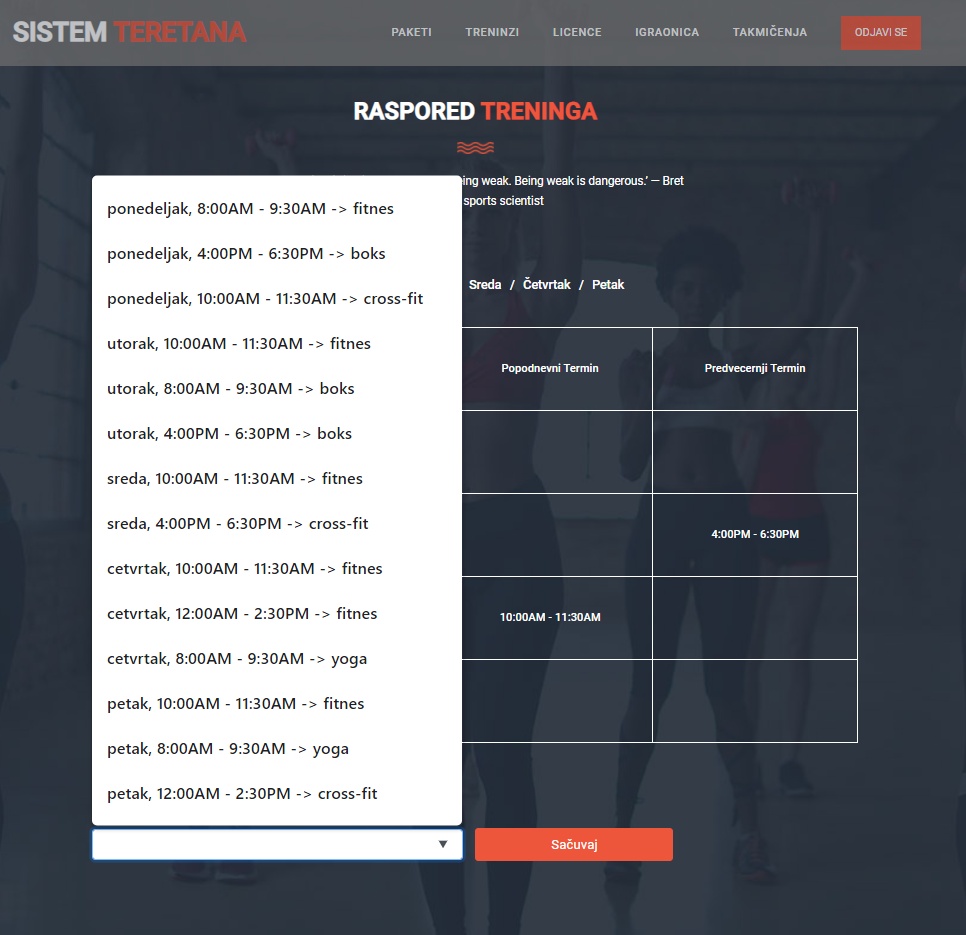 SISTEM TERETANA
PAKETI TRENINZI LICENCE IGRAONICA TAKMIČENJA ODJAVI SE
RASPORED TRENINGA
ing weak. Being weak is dangerous.’ — Bret
sports scientist
Sreda / Četvrtak / Petak
Popodnevni Termin Predvecernji Termin
4:00PM - 6:30PM
10:00AM - 11:30AM
ponedeljak, 8:00AM - 9:30AM -> fitnes
ponedeljak, 4:00PM - 6:30PM -> boks
ponedeljak, 10:00AM - 11:30AM -> cross-fit
utorak, 10:00AM - 11:30AM -> fitnes
utorak, 8:00AM - 9:30AM -> boks
utorak, 4:00PM - 6:30PM -> boks
sreda, 10:00AM - 11:30AM -> fitnes
sreda, 4:00PM - 6:30PM -> cross-fit
cetvrtak, 10:00AM - 11:30AM -> fitnes
cetvrtak, 12:00AM - 2:30PM -> fitnes
cetvrtak, 8:00AM - 9:30AM -> yoga
petak, 10:00AM - 11:30AM -> fitnes
petak, 8:00AM - 9:30AM -> yoga
petak, 12:00AM - 2:30PM -> cross-fit
Sačuvaj